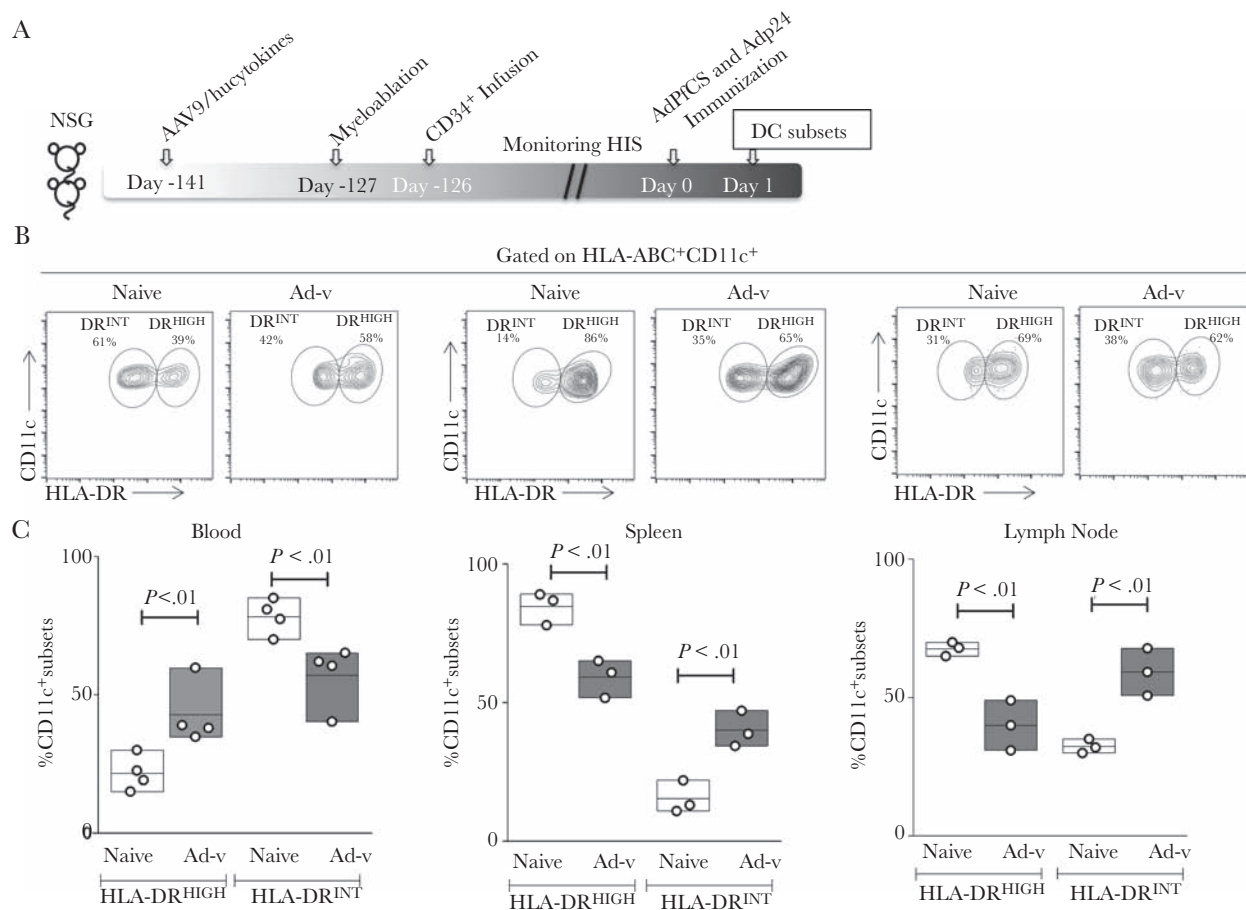 A
NSG
AAV9/hucytokines
Myeloablation
CD34+ Infusion
Monitoring HIS
AdPfCS and Adp24
Immunization
DC subsets
Day -141
Day -127
Day -126
Day 0
Day 1
B
Gated on HLA-ABC+CD11c+
Naive
Ad-v
Naive
Ad-v
Naive
Ad-v
DRINT DRHIGH
61% 39%
DRINT DRHIGH
42% 58%
DRINT DRHIGH
14% 86%
DRINT DRHIGH
35% 65%
DRINT DRHIGH
31% 69%
DRINT DRHIGH
38% 62%
CD11c
HLA-DR
CD11c
HLA-DR
CD11c
HLA-DR
C
Blood
%CD11c+subsets
100
50
0
P<.01
P < .01
Naive Ad-v Naive Ad-v
HLA-DRHIGH HLA-DRINT
Spleen
%CD11c+subsets
100
50
0
P < .01
P < .01
Naive Ad-v Naive Ad-v
HLA-DRHIGH HLA-DRINT
Lymph Node
%CD11c+subsets
100
50
0
P < .01
P < .01
Naive Ad-v Naive Ad-v
HLA-DRHIGH HLA-DRINT